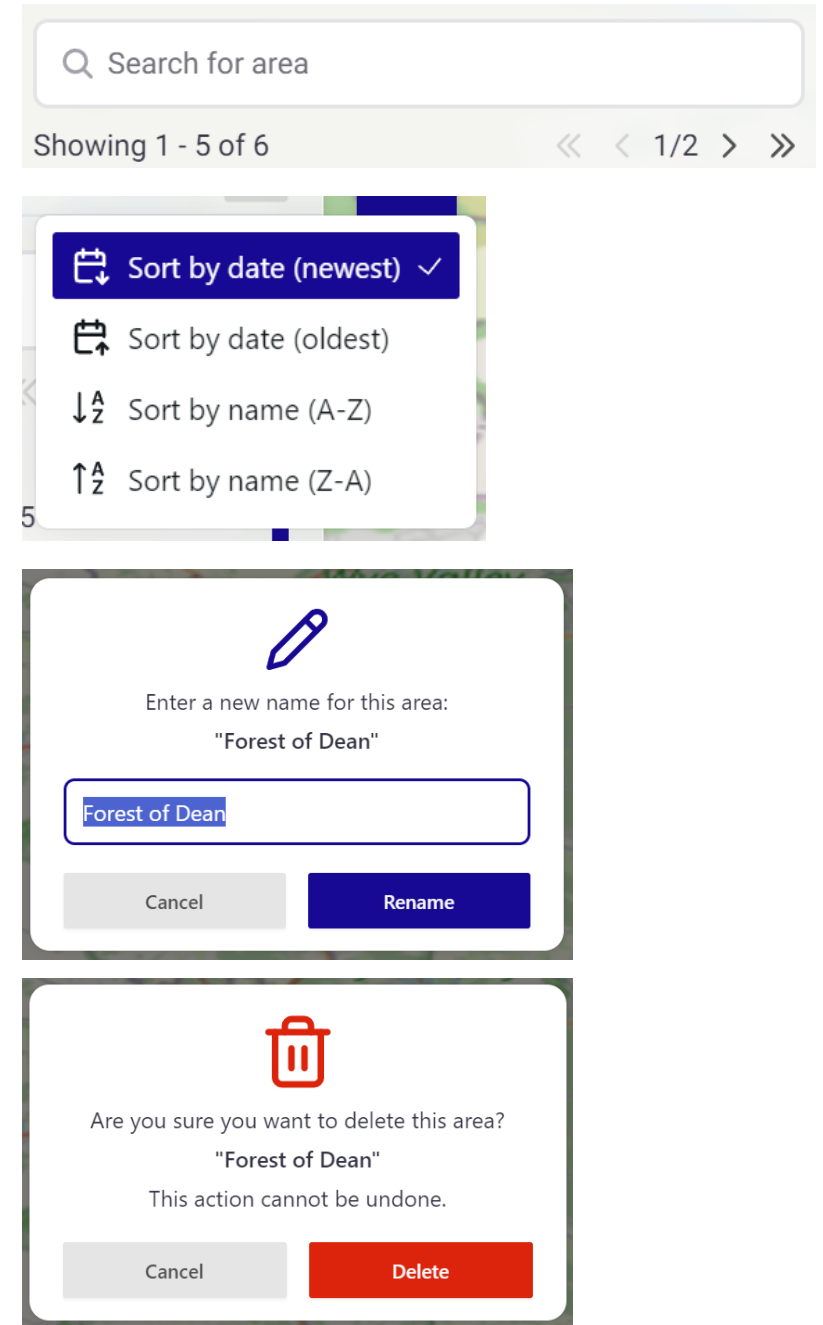 Search for area
Showing 1 - 5 of 6
1/2
Sort by date (newest)
Sort by date (oldest)
Sort by name (A-Z)
Sort by name (Z-A)
5
Wye Valley
Enter a new name for this area:
"Forest of Dean"
Forest of Dean
Cancel Rename
Are you sure you want to delete this area?
"Forest of Dean"
This action cannot be undone.
Cancel Delete